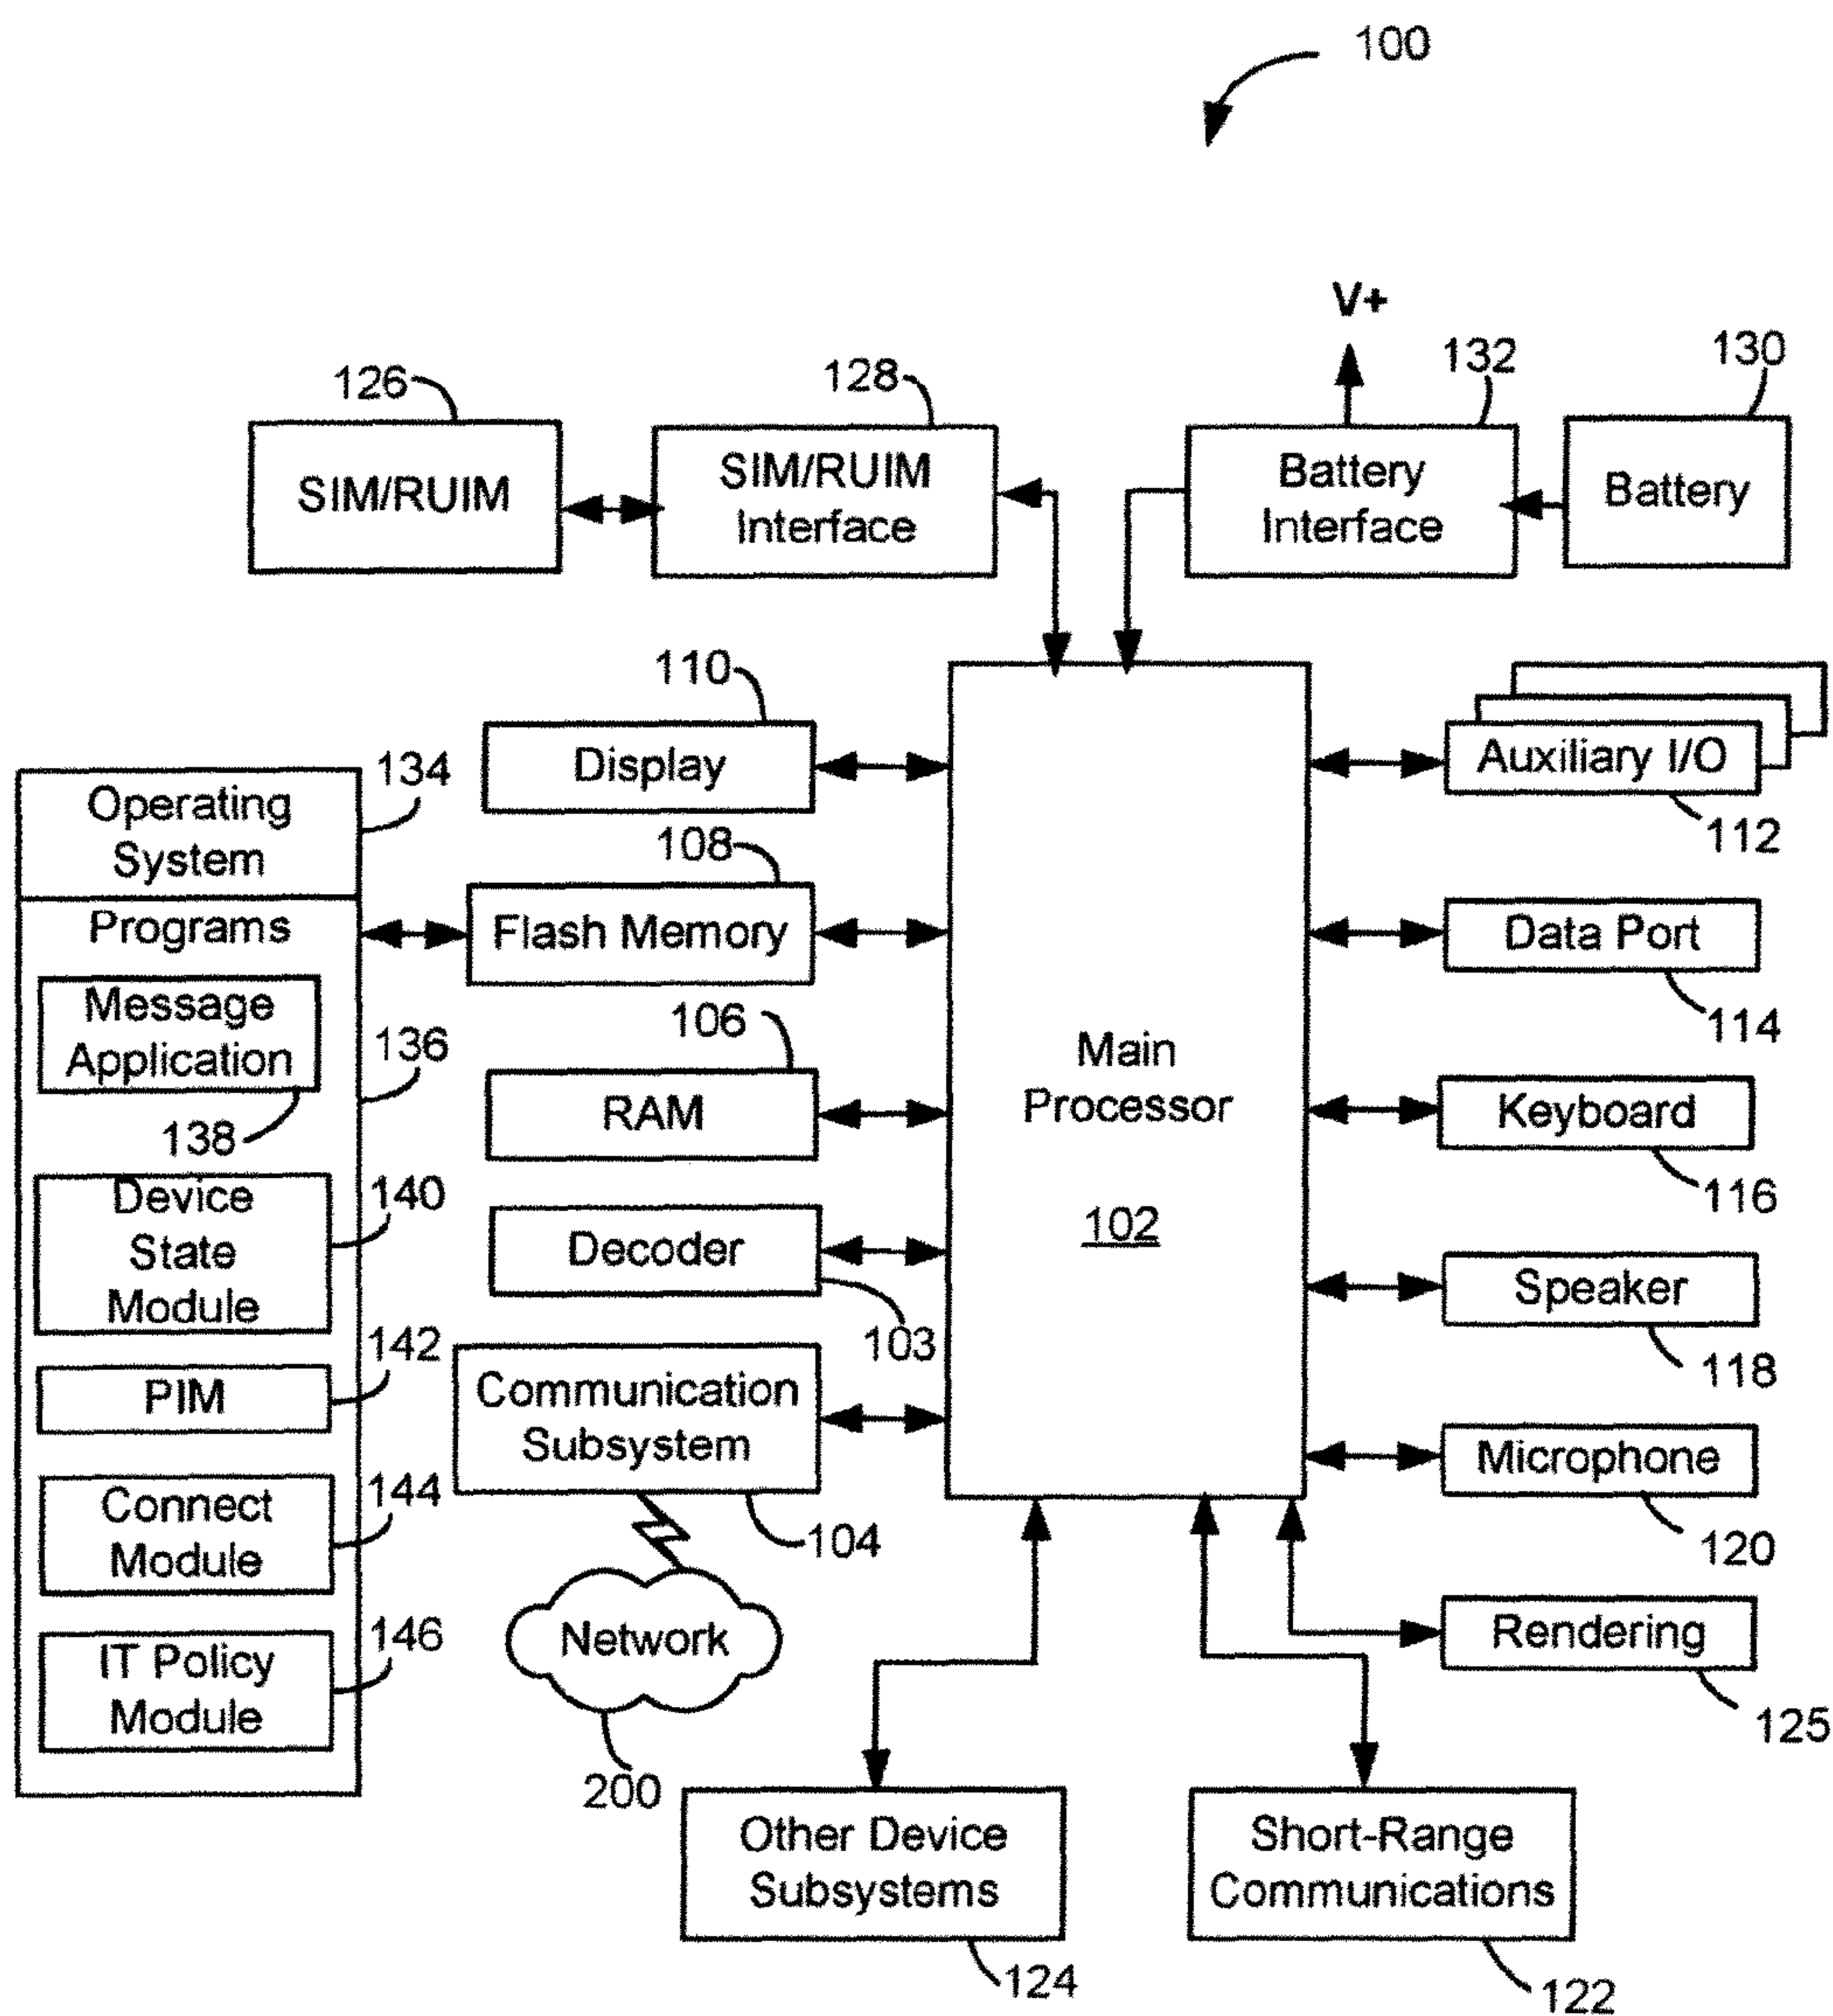 100
V+
126
128
132
130
SIM/RUIM
SIM/RUIM
Interface
Battery
Interface
Battery
110
Display
Auxiliary I/O
112
134
Operating
System
108
Flash Memory
Data Port
114
Programs
Message
Application
138
136
106
RAM
Main
Processor
102
Keyboard
116
140
Device
State
Module
Decoder
103
Speaker
118
142
PIM
Communication
Subsystem
104
Microphone
120
144
Connect
Module
Network
200
Rendering
125
146
IT Policy
Module
Other Device
Subsystems
124
Short-Range
Communications
122